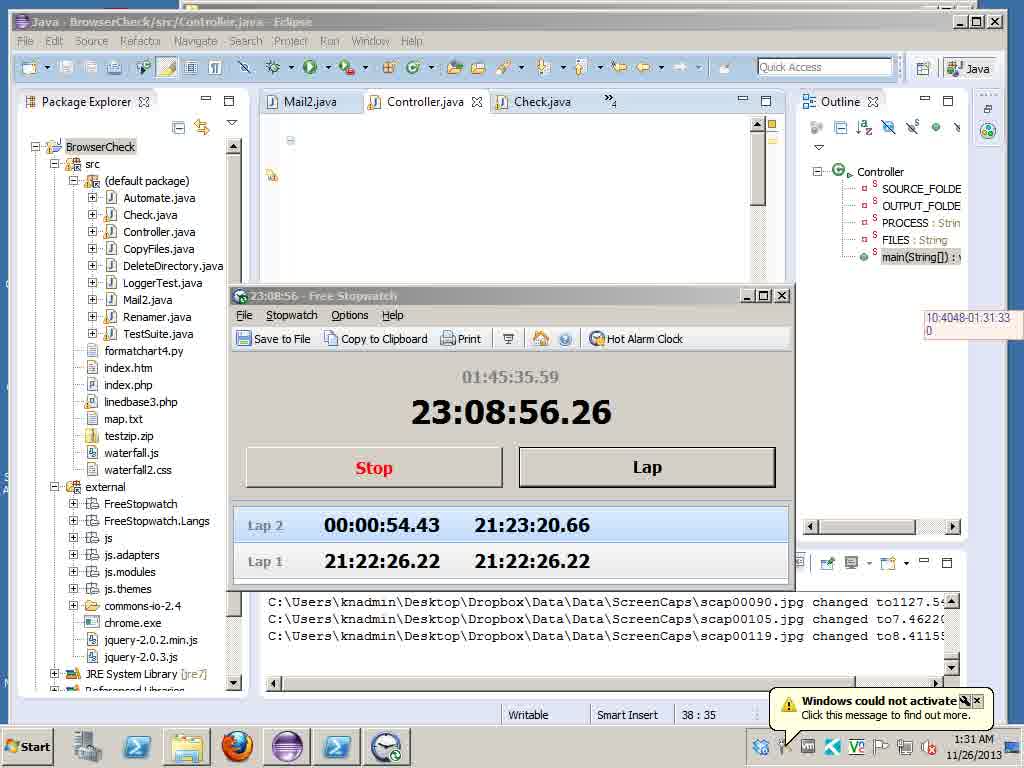 Java - BrowserCheck/src/Controller.java - Eclipse
File Edit Source Refactor Navigate Search Project Run Window Help
Quick Access
Java
Package Explorer
Mail2.java
Controller.java
Check.java
»4
Outline
BrowserCheck
src
(default package)
Automate.java
Check.java
Controller.java
CopyFiles.java
DeleteDirectory.java
LoggerTest.java
Mail2.java
Renamer.java
TestSuite.java
formatchart4.py
index.htm
index.php
linedbase3.php
map.txt
testzip.zip
waterfall.js
waterfall2.css
external
FreeStopwatch
FreeStopwatch.Langs
js
js.adapters
js.modules
js.themes
commons-io-2.4
chrome.exe
jquery-2.0.2.min.js
jquery-2.0.3.js
JRE System Library [jre7]
Referenced Libraries
Controller
SOURCE_FOLDE
OUTPUT_FOLDE
PROCESS : Strin
FILES : String
main(String[]) : v
10:4048-01:31:33
0
23:08:56 - Free Stopwatch
File Stopwatch Options Help
Save to File Copy to Clipboard Print Hot Alarm Clock
01:45:35.59
23:08:56.26
Stop Lap
Lap 2 00:00:54.43 21:23:20.66
Lap 1 21:22:26.22 21:22:26.22
C:\Users\knadmin\Desktop\Dropbox\Data\Data\ScreenCaps\scap00090.jpg changed to1127.54
C:\Users\knadmin\Desktop\Dropbox\Data\Data\ScreenCaps\scap00105.jpg changed to7.46220
C:\Users\knadmin\Desktop\Dropbox\Data\Data\ScreenCaps\scap00119.jpg changed to8.41155
Writable Smart Insert 38 : 35
Windows could not activate
Click this message to find out more.
Start
1:31 AM
11/26/2013